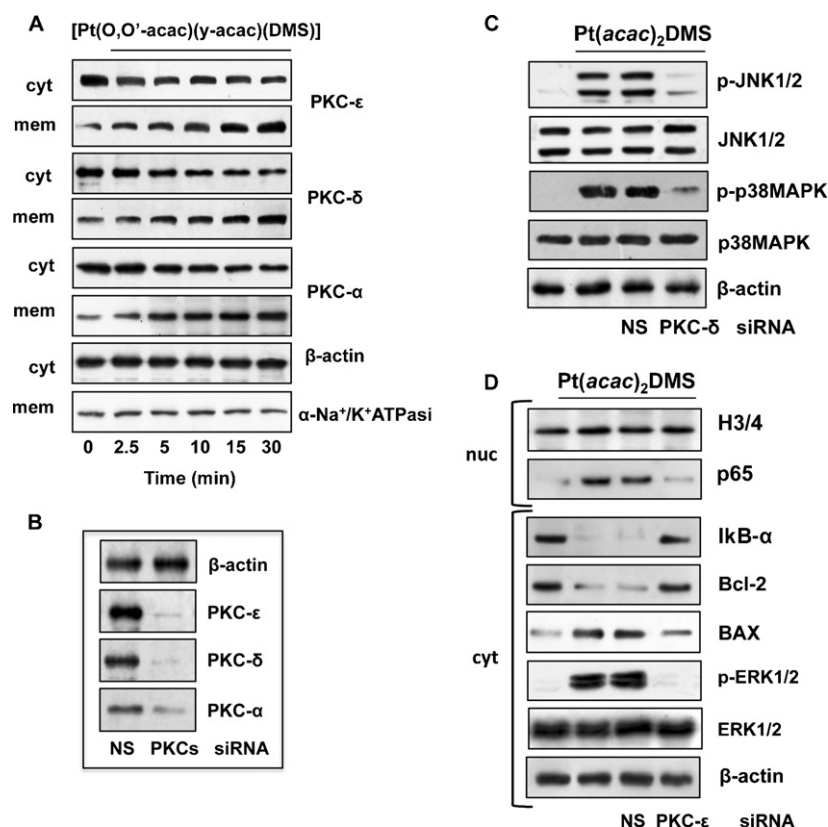 A
[Pt(O,O'-acac)(γ-acac)(DMS)]
cyt
PKC-ε
mem
cyt
PKC-δ
mem
cyt
PKC-α
mem
cyt
β-actin
mem
α-Na⁺/K⁺ATPasi
0 2.5 5 10 15 30
Time (min)
B
β-actin
PKC-ε
PKC-δ
PKC-α
NS PKCs siRNA
C
Pt(acac)₂DMS
p-JNK1/2
JNK1/2
p-p38MAPK
p38MAPK
β-actin
NS PKC-δ siRNA
D
Pt(acac)₂DMS
nuc
H3/4
p65
cyt
IkB-α
Bcl-2
BAX
p-ERK1/2
ERK1/2
β-actin
NS PKC-ε siRNA